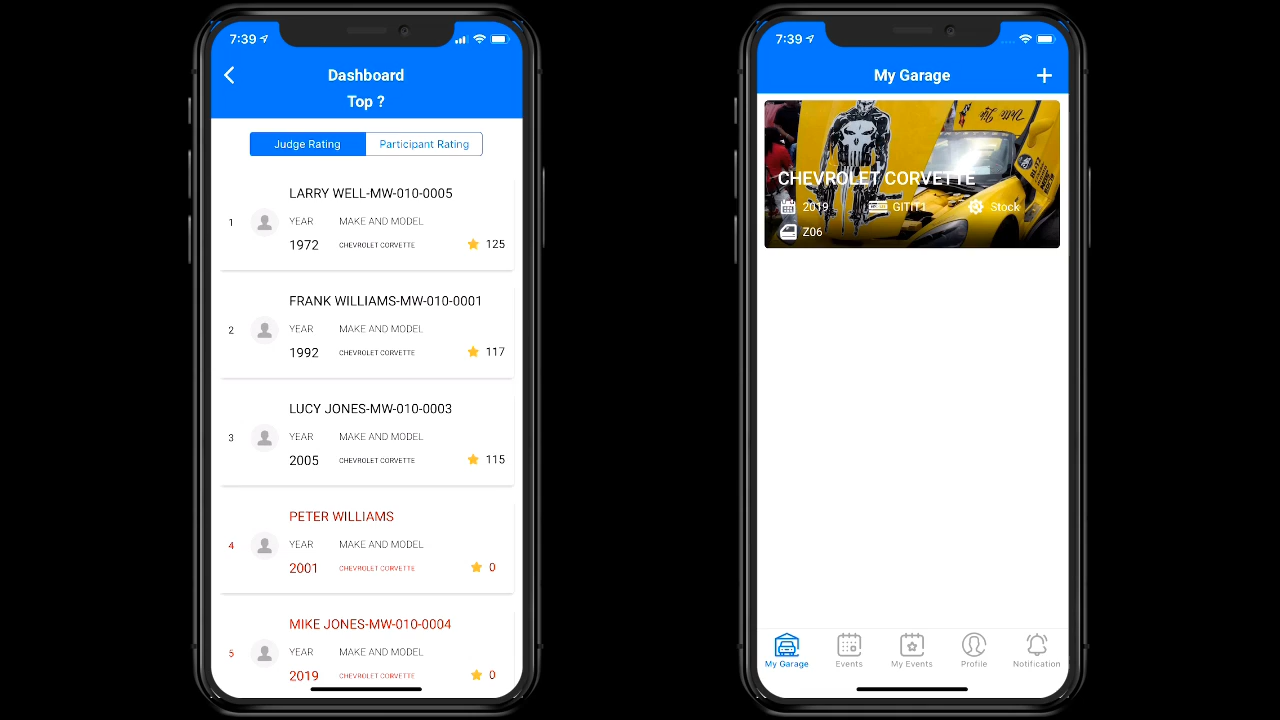 7:39
Dashboard
Top ?
Judge Rating
Participant Rating
LARRY WELL-MW-010-0005
1
YEAR MAKE AND MODEL
1972 CHEVROLET CORVETTE 125
FRANK WILLIAMS-MW-010-0001
2
YEAR MAKE AND MODEL
1992 CHEVROLET CORVETTE 117
LUCY JONES-MW-010-0003
3
YEAR MAKE AND MODEL
2005 CHEVROLET CORVETTE 115
PETER WILLIAMS
4
YEAR MAKE AND MODEL
2001 CHEVROLET CORVETTE 0
MIKE JONES-MW-010-0004
5
YEAR MAKE AND MODEL
2019 CHEVROLET CORVETTE 0
7:39
My Garage
+
CHEVROLET CORVETTE
2019 GITIT1 Stock
Z06
My Garage Events My Events Profile Notification